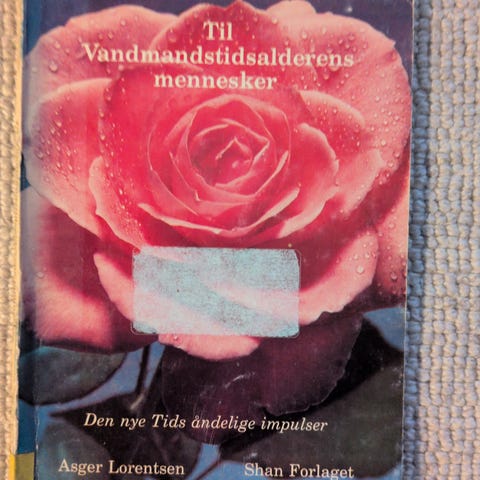 Til
Vandmandstidsalderens
mennesker
Den nye Tids åndelige impulser
Asger Lorentsen Shan Forlaget